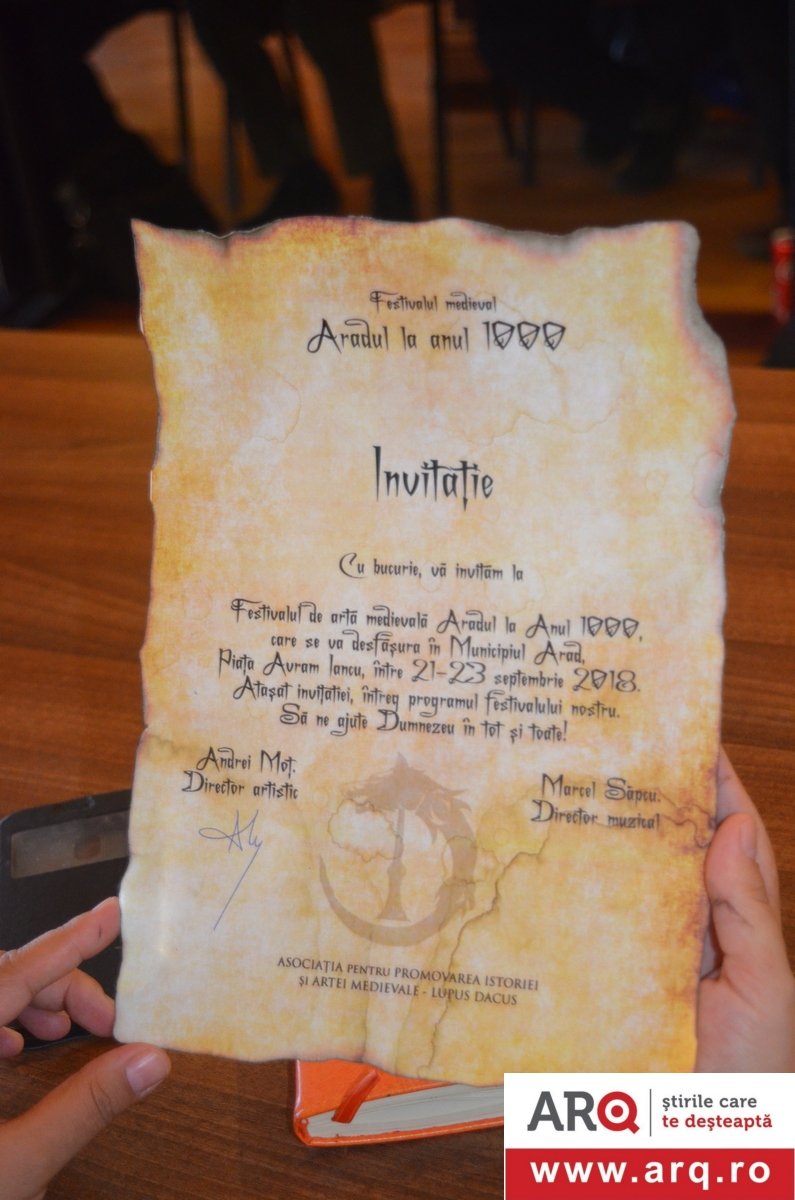 Festivalul medieval
Aradul la anul 1000
Invitație
Cu bucurie, vă invităm la
Festivalul de artă medievală Aradul la Anul 1000,
care se va desfășura în Municipiul Arad,
Piața Avram Iancu, între 21-23 septembrie 2018.
Atașat invitatiei, întreg programul festivalului nostru.
Să ne ajute Dumnezeu în tot și toate!
Andrei Moț.
Director artistic
Marcel Săpcu.
Director muzical
ASOCIAȚIA PENTRU PROMOVAREA ISTORIEI
ȘI ARTEI MEDIEVALE - LUPUS DACUS
ARQ
știrile care
te deșteaptă
www.arq.ro